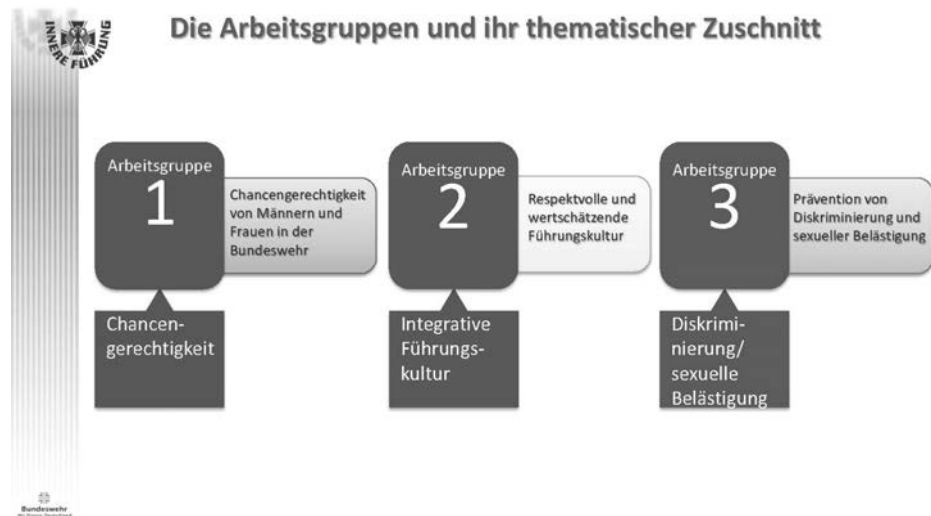 INNERE FÜHRUNG
Die Arbeitsgruppen und ihr thematischer Zuschnitt
Arbeitsgruppe
1
Chancengerechtigkeit
von Männern und
Frauen in der
Bundeswehr
Chancen-
gerechtigkeit
Arbeitsgruppe
2
Respektvolle und
wertschätzende
Führungskultur
Integrative
Führungs-
kultur
Arbeitsgruppe
3
Prävention von
Diskriminierung und
sexueller Belästigung
Diskrimi-
nierung/
sexuelle
Belästigung
Bundeswehr